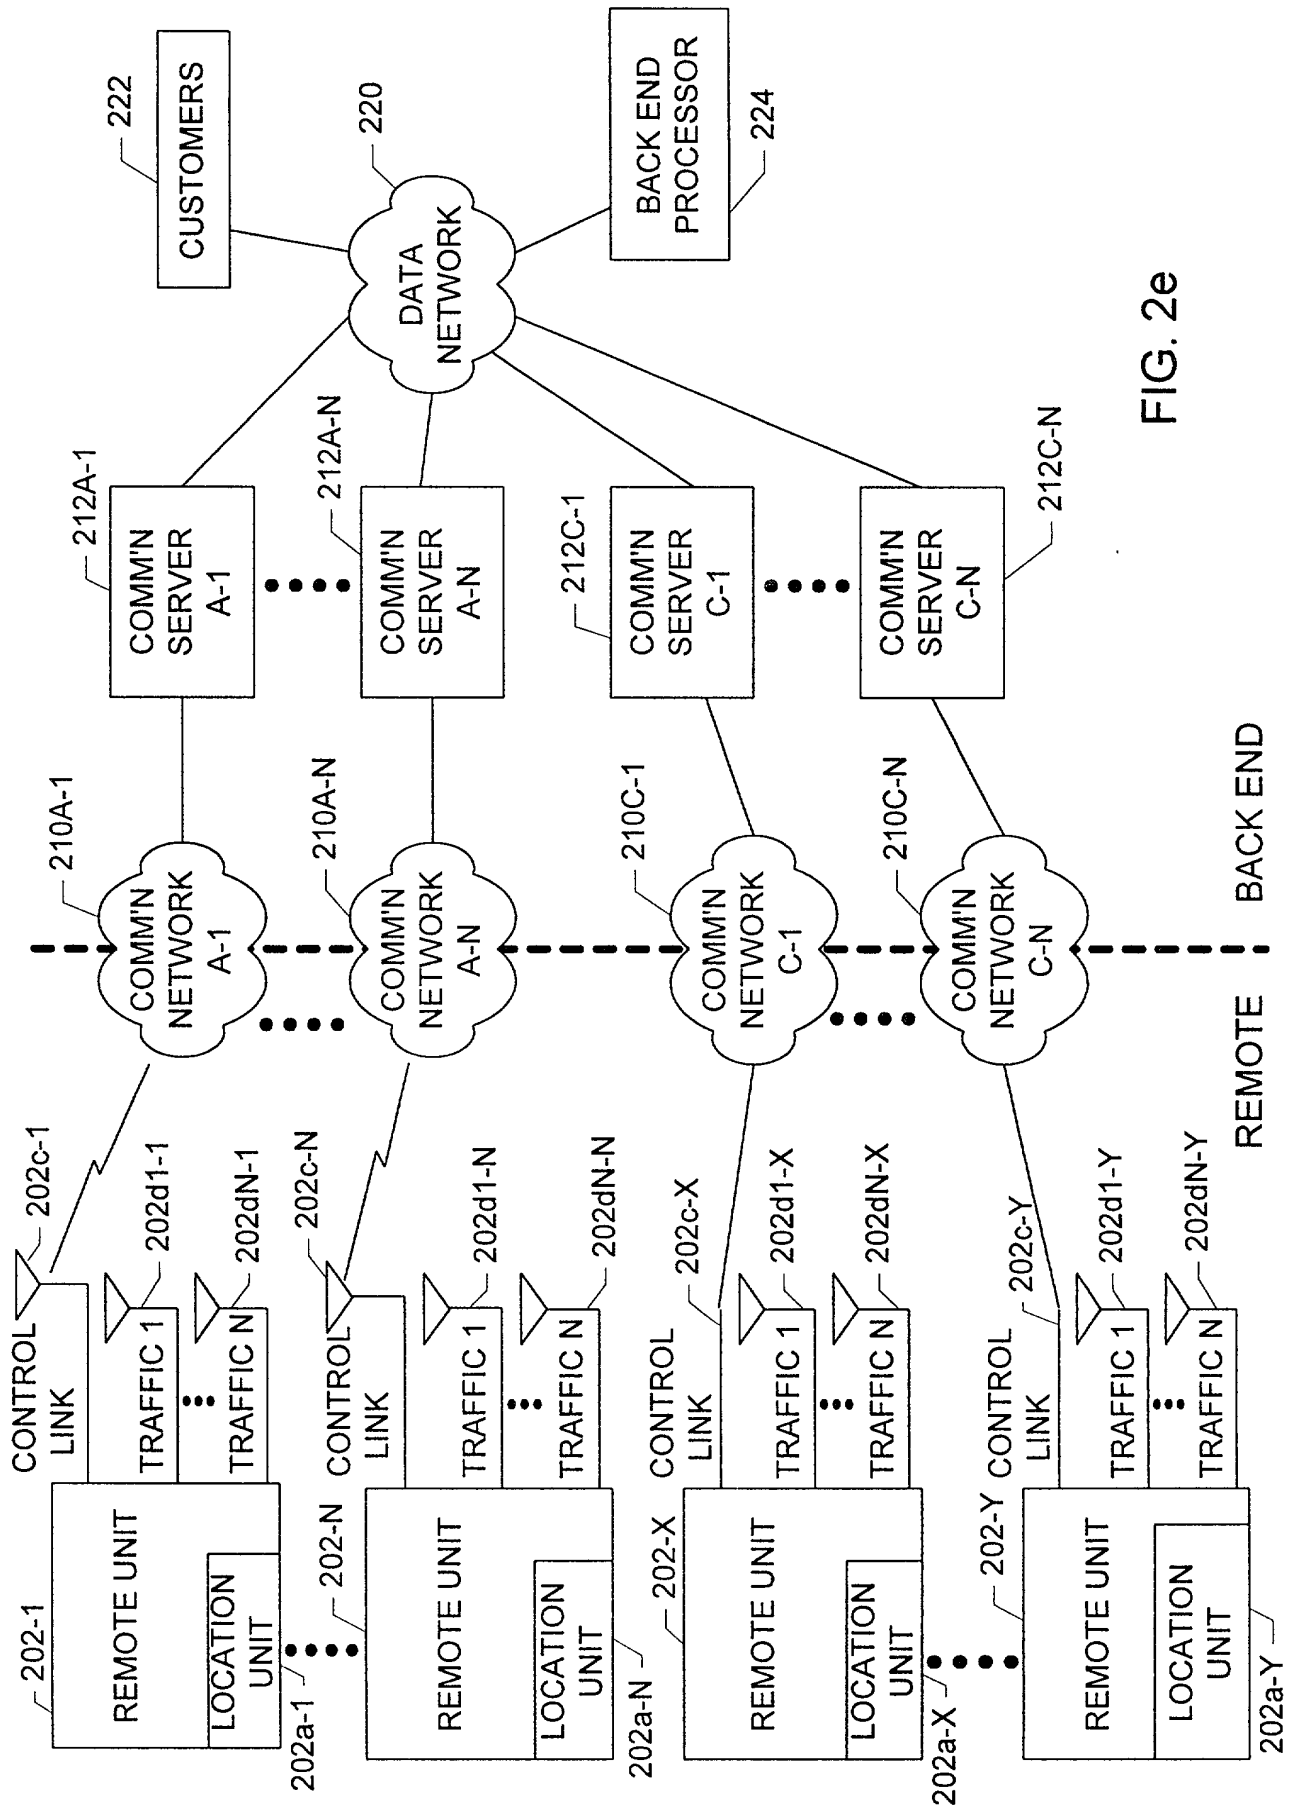 202-1
REMOTE UNIT
LOCATION
UNIT
202a-1
CONTROL
LINK
202c-1
TRAFFIC 1
202d1-1
TRAFFIC N
202dN-1
202-N
REMOTE UNIT
LOCATION
UNIT
202a-N
CONTROL
LINK
202c-N
TRAFFIC 1
202d1-N
TRAFFIC N
202dN-N
202-X
REMOTE UNIT
LOCATION
UNIT
202a-X
CONTROL
LINK
202c-X
TRAFFIC 1
202d1-X
TRAFFIC N
202dN-X
202-Y
REMOTE UNIT
LOCATION
UNIT
202a-Y
CONTROL
LINK
202c-Y
TRAFFIC 1
202d1-Y
TRAFFIC N
202dN-Y
210A-1
COMM'N
NETWORK
A-1
210A-N
COMM'N
NETWORK
A-N
210C-1
COMM'N
NETWORK
C-1
210C-N
COMM'N
NETWORK
C-N
REMOTE
BACK END
212A-1
COMM'N
SERVER
A-1
212A-N
COMM'N
SERVER
A-N
212C-1
COMM'N
SERVER
C-1
COMM'N
SERVER
C-N
212C-N
220
DATA
NETWORK
222
CUSTOMERS
BACK END
PROCESSOR
224
FIG. 2e